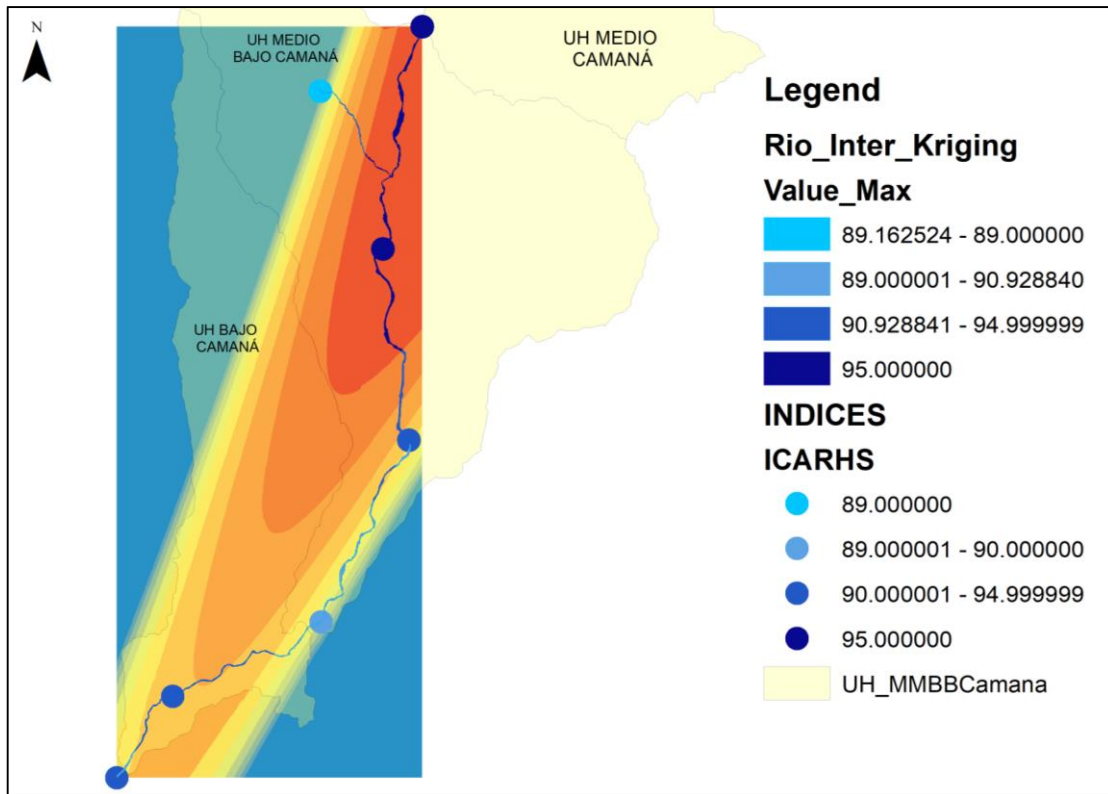 N
UH MEDIO
BAJO CAMANÁ
UH MEDIO
CAMANÁ
UH BAJO
CAMANÁ
Legend
Rio_Inter_Kriging
Value_Max
89.162524 - 89.000000
89.000001 - 90.928840
90.928841 - 94.999999
95.000000
INDICES
ICARHS
89.000000
89.000001 - 90.000000
90.000001 - 94.999999
95.000000
UH_MMBBCamana